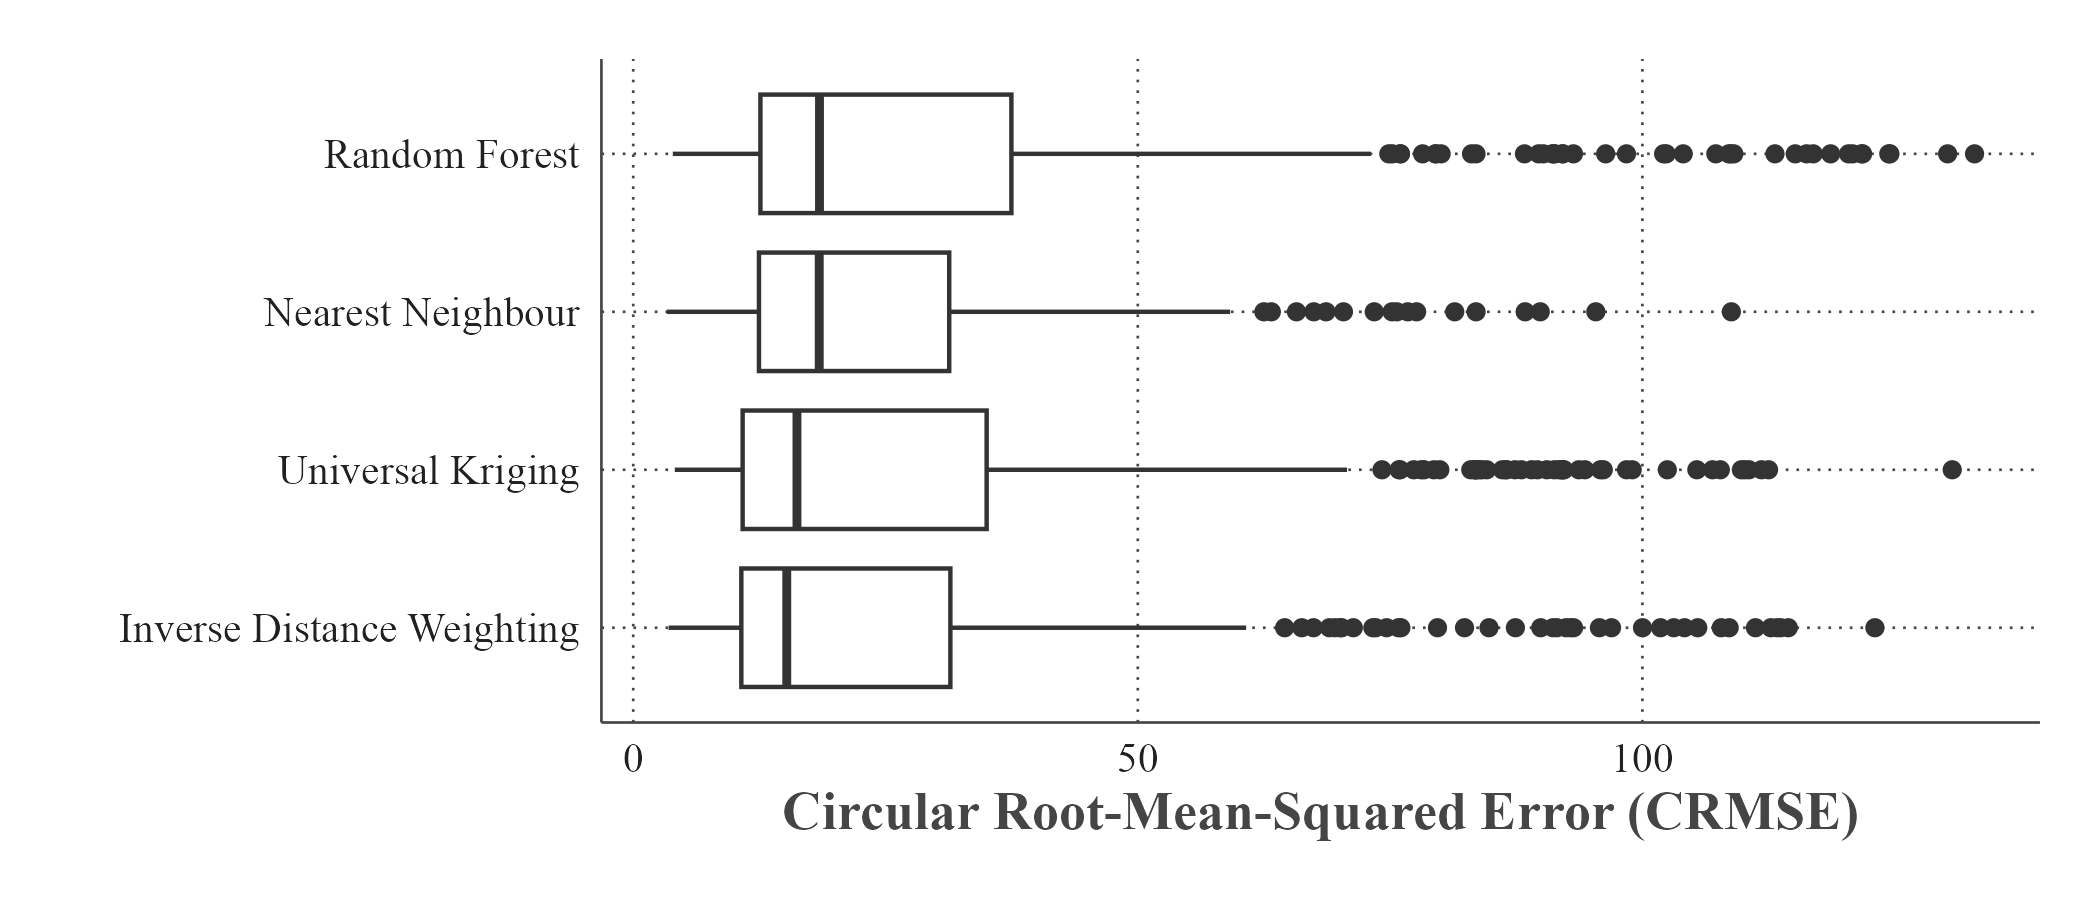 Random Forest
Nearest Neighbour
Universal Kriging
Inverse Distance Weighting
0 50 100
Circular Root-Mean-Squared Error (CRMSE)